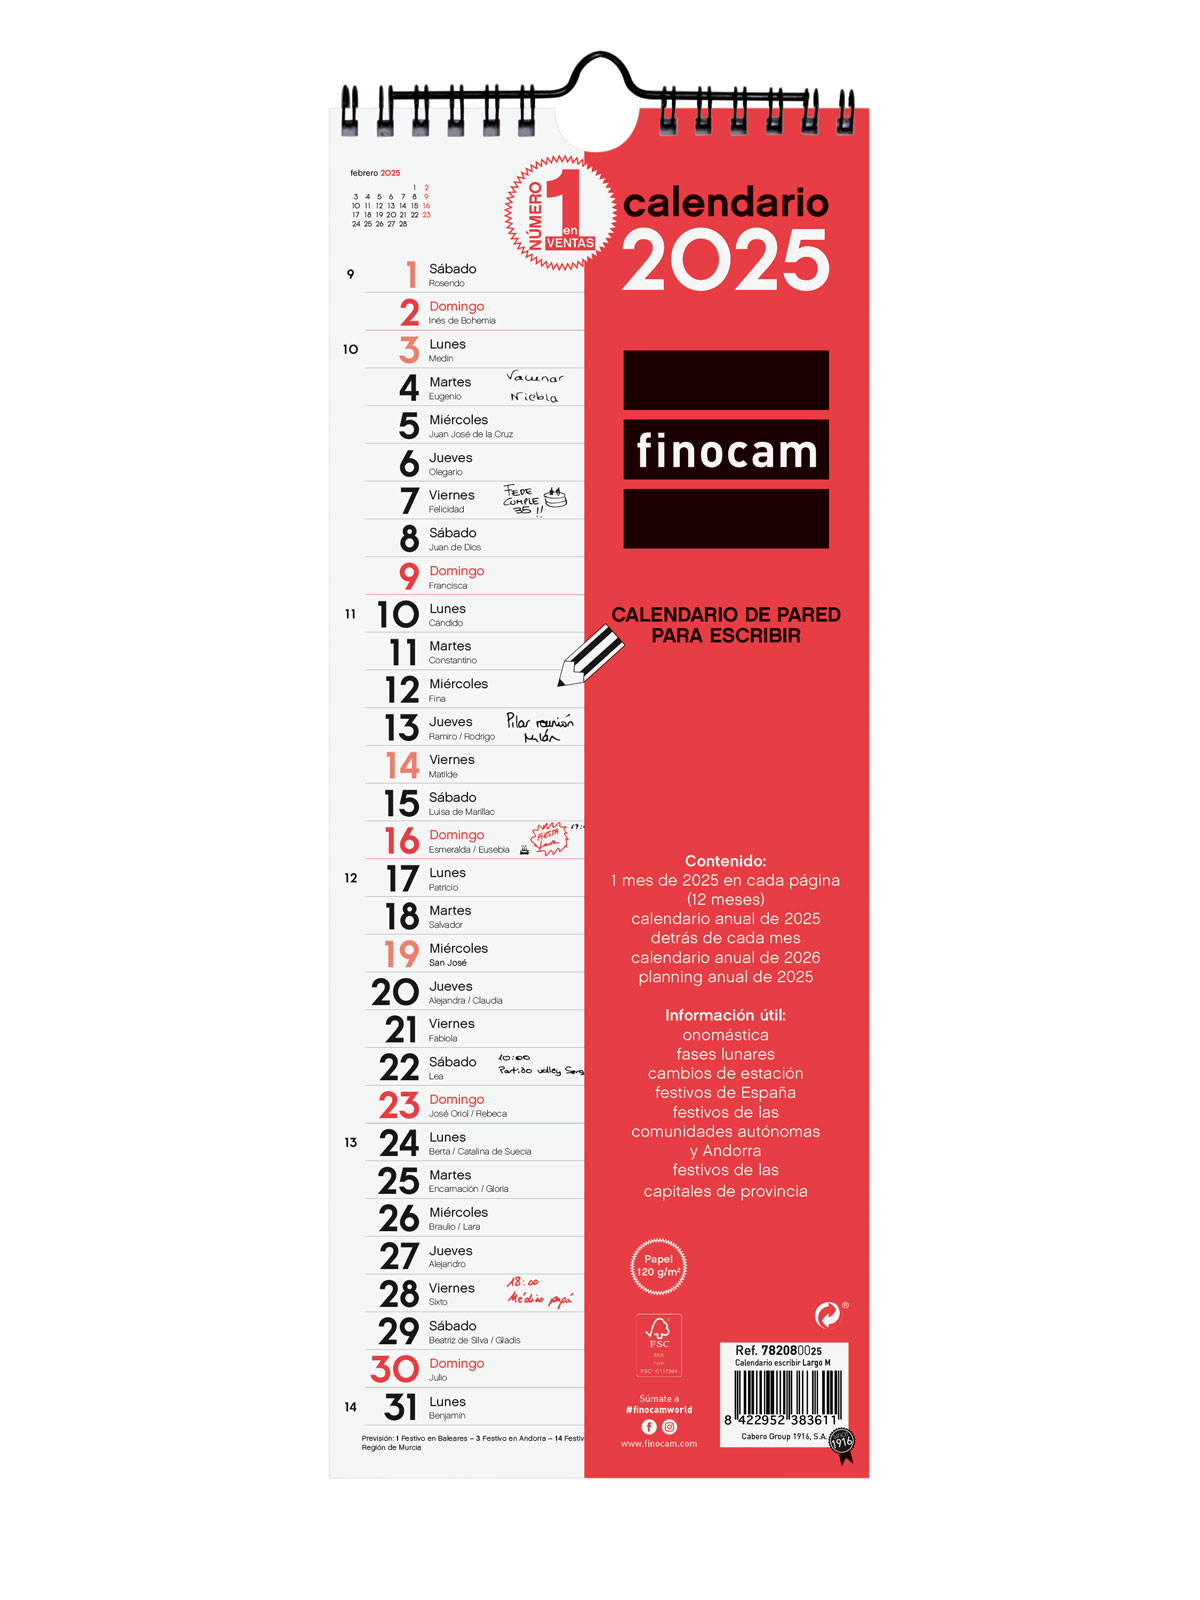 febrero 2025
1 2
3 4 5 6 7 8 9
10 11 12 13 14 15 16
17 18 19 20 21 22 23
24 25 26 27 28
NÚMERO 1 en VENTAS
calendario
2025
finocam
CALENDARIO DE PARED
PARA ESCRIBIR
9 1 Sábado
Rosendo
2 Domingo
Inés de Bohemia
10 3 Lunes
Medín
4 Martes Vacunar
Eugenio Niebla
5 Miércoles
Juan José de la Cruz
6 Jueves
Olegario
7 Viernes FEDE
Felicidad CUMPLE
35 !!
8 Sábado
Juan de Dios
9 Domingo
Francisca
11 10 Lunes
Cándido
11 Martes
Constantino
12 Miércoles
Fina
13 Jueves Pilar reunión
Ramiro / Rodrigo Milán
14 Viernes
Matilde
15 Sábado
Luisa de Marillac
16 Domingo FIESTA
Esmeralda / Eusebia
12 17 Lunes
Patricio
18 Martes
Salvador
19 Miércoles
San José
20 Jueves
Alejandra / Claudia
21 Viernes
Fabiola
22 Sábado 10:00
Lea Partido volley
23 Domingo
José Oriol / Rebeca
13 24 Lunes
Berta / Catalina de Suecia
25 Martes
Encarnación / Gloria
26 Miércoles
Braulio / Lara
27 Jueves
Alejandro
28 Viernes 18:00
Sixto Médico papá
29 Sábado
Beatriz de Silva / Gladis
30 Domingo
Julio
14 31 Lunes
Benjamín
Previsión: 1 Festivo en Baleares – 3 Festivo en Andorra – 14 Festiv
Región de Murcia
Contenido:
1 mes de 2025 en cada página
(12 meses)
calendario anual de 2025
detrás de cada mes
calendario anual de 2026
planning anual de 2025
Información útil:
onomástica
fases lunares
cambios de estación
festivos de España
festivos de las
comunidades autónomas
y Andorra
festivos de las
capitales de provincia
Papel
120 g/m²
FSC
MIX
Súmate a
#finocamworld
www.finocam.com
®
Ref. 782080025
Calendario escribir Largo M
8 422952 383611
Cabero Group 1916, S.A.
1916